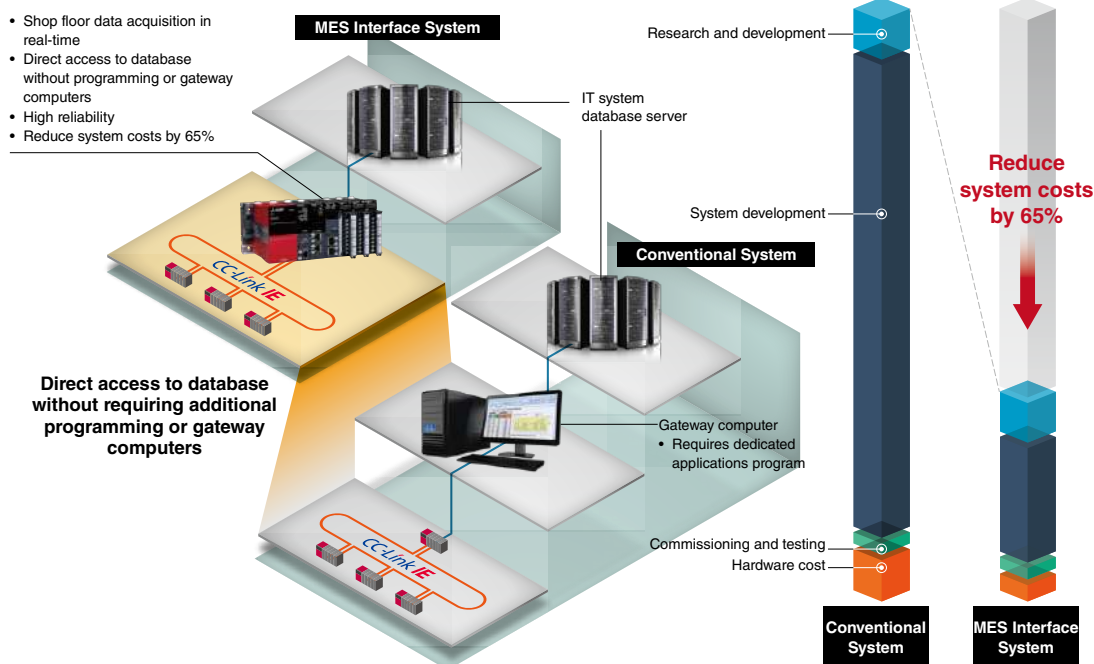 • Shop floor data acquisition in
real-time
• Direct access to database
without programming or gateway
computers
• High reliability
• Reduce system costs by 65%
MES Interface System
IT system
database server
CC-Link IE
Conventional System
Direct access to database
without requiring additional
programming or gateway
computers
Gateway computer
• Requires dedicated
applications program
CC-Link IE
Research and development
System development
Commissioning and testing
Hardware cost
Reduce
system costs
by 65%
Conventional
System
MES Interface
System